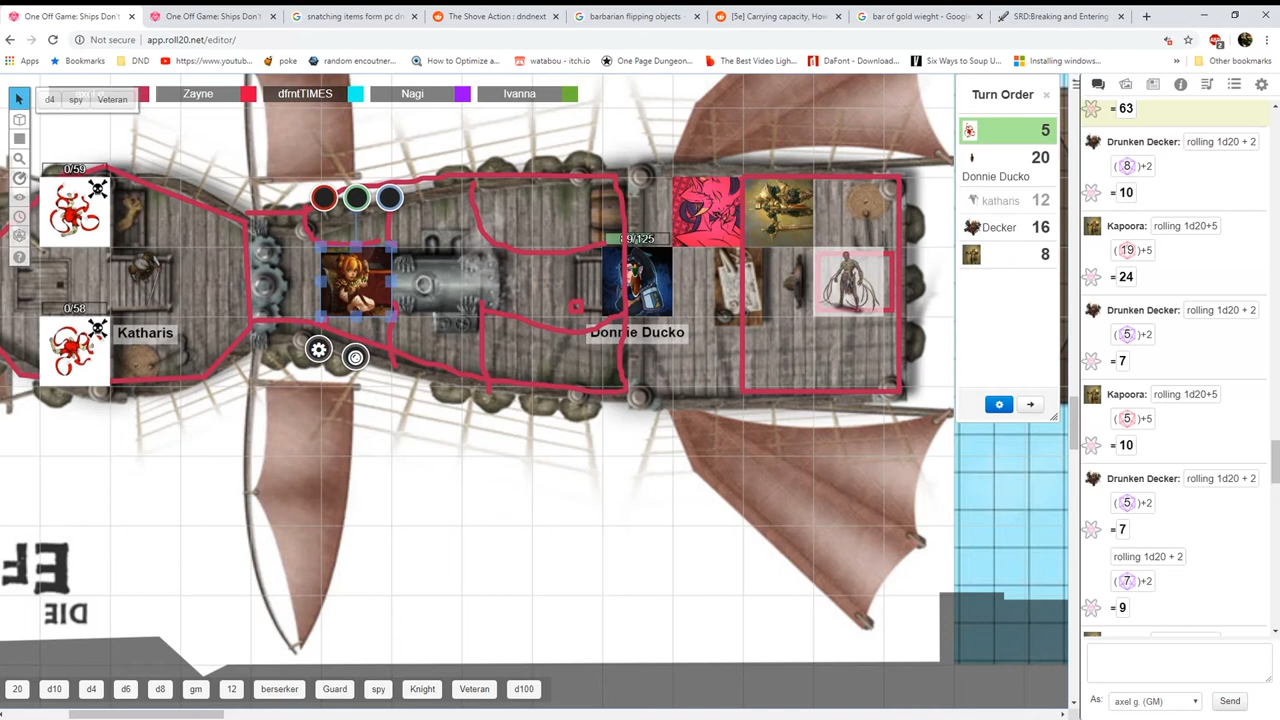 One Off Game: Ships Don't
One Off Game: Ships Don't
snatching items form pc dn
The Shove Action : dndnext
barbarian flipping objects -
[5e] Carrying capacity, How
bar of gold wieght - Google
SRD:Breaking and Entering
Not secure | app.roll20.net/editor/
Apps
Bookmarks
DND
https://www.youtub...
poke
random encoutner...
How to Optimize a...
watabou - itch.io
One Page Dungeon...
The Best Video Ligh...
DaFont - Download...
Six Ways to Soup U...
Installing windows...
Other bookmarks
Zayne
dfrntTIMES
Nagi
Ivanna
d4 spy Veteran
0/59
0/58
Katharis
89/125
Donnie Ducko
DIE
Turn Order
5
20
Donnie Ducko
katharis 12
Decker 16
8
= 63
Drunken Decker: rolling 1d20 + 2
(8)+2
= 10
Kapoora: rolling 1d20+5
(19)+5
= 24
Drunken Decker: rolling 1d20 + 2
(5)+2
= 7
Kapoora: rolling 1d20+5
(5)+5
= 10
Drunken Decker: rolling 1d20 + 2
(5)+2
= 7
rolling 1d20 + 2
(7)+2
= 9
20 d10 d4 d6 d8 gm 12 berserker Guard spy Knight Veteran d100
As: axel g. (GM) Send